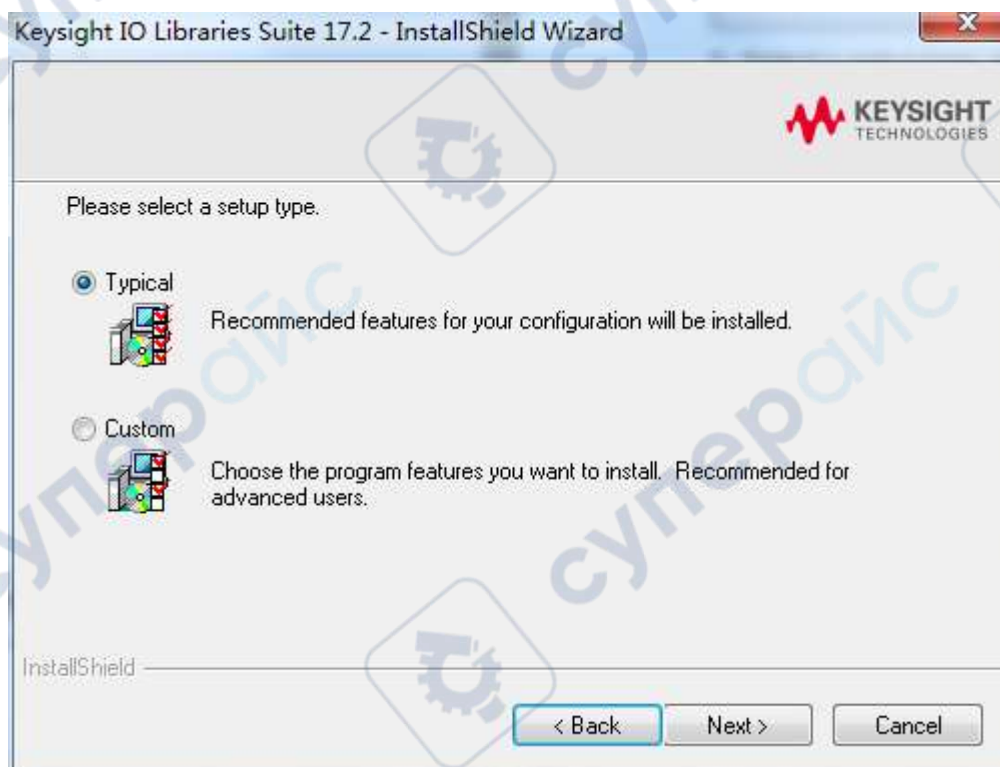 Keysight IO Libraries Suite 17.2 - InstallShield Wizard
KEYSIGHT
TECHNOLOGIES
Please select a setup type.
Typical
Recommended features for your configuration will be installed.
Custom
Choose the program features you want to install. Recommended for
advanced users.
InstallShield
< Back
Next >
Cancel
суперайс
суперайс